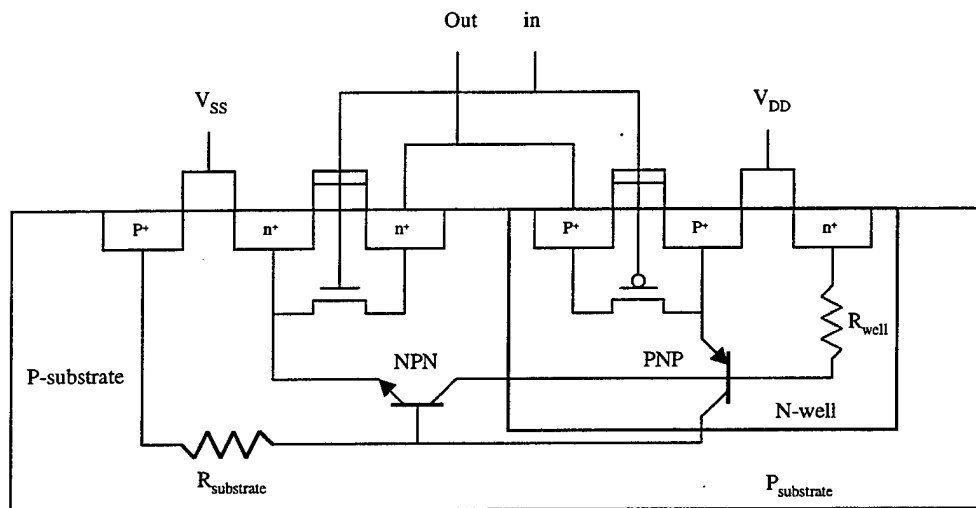 Out in
V_SS V_DD
P+ n+ n+ P+ P+ n+
R_well
NPN PNP
P-substrate
N-well
R_substrate P_substrate